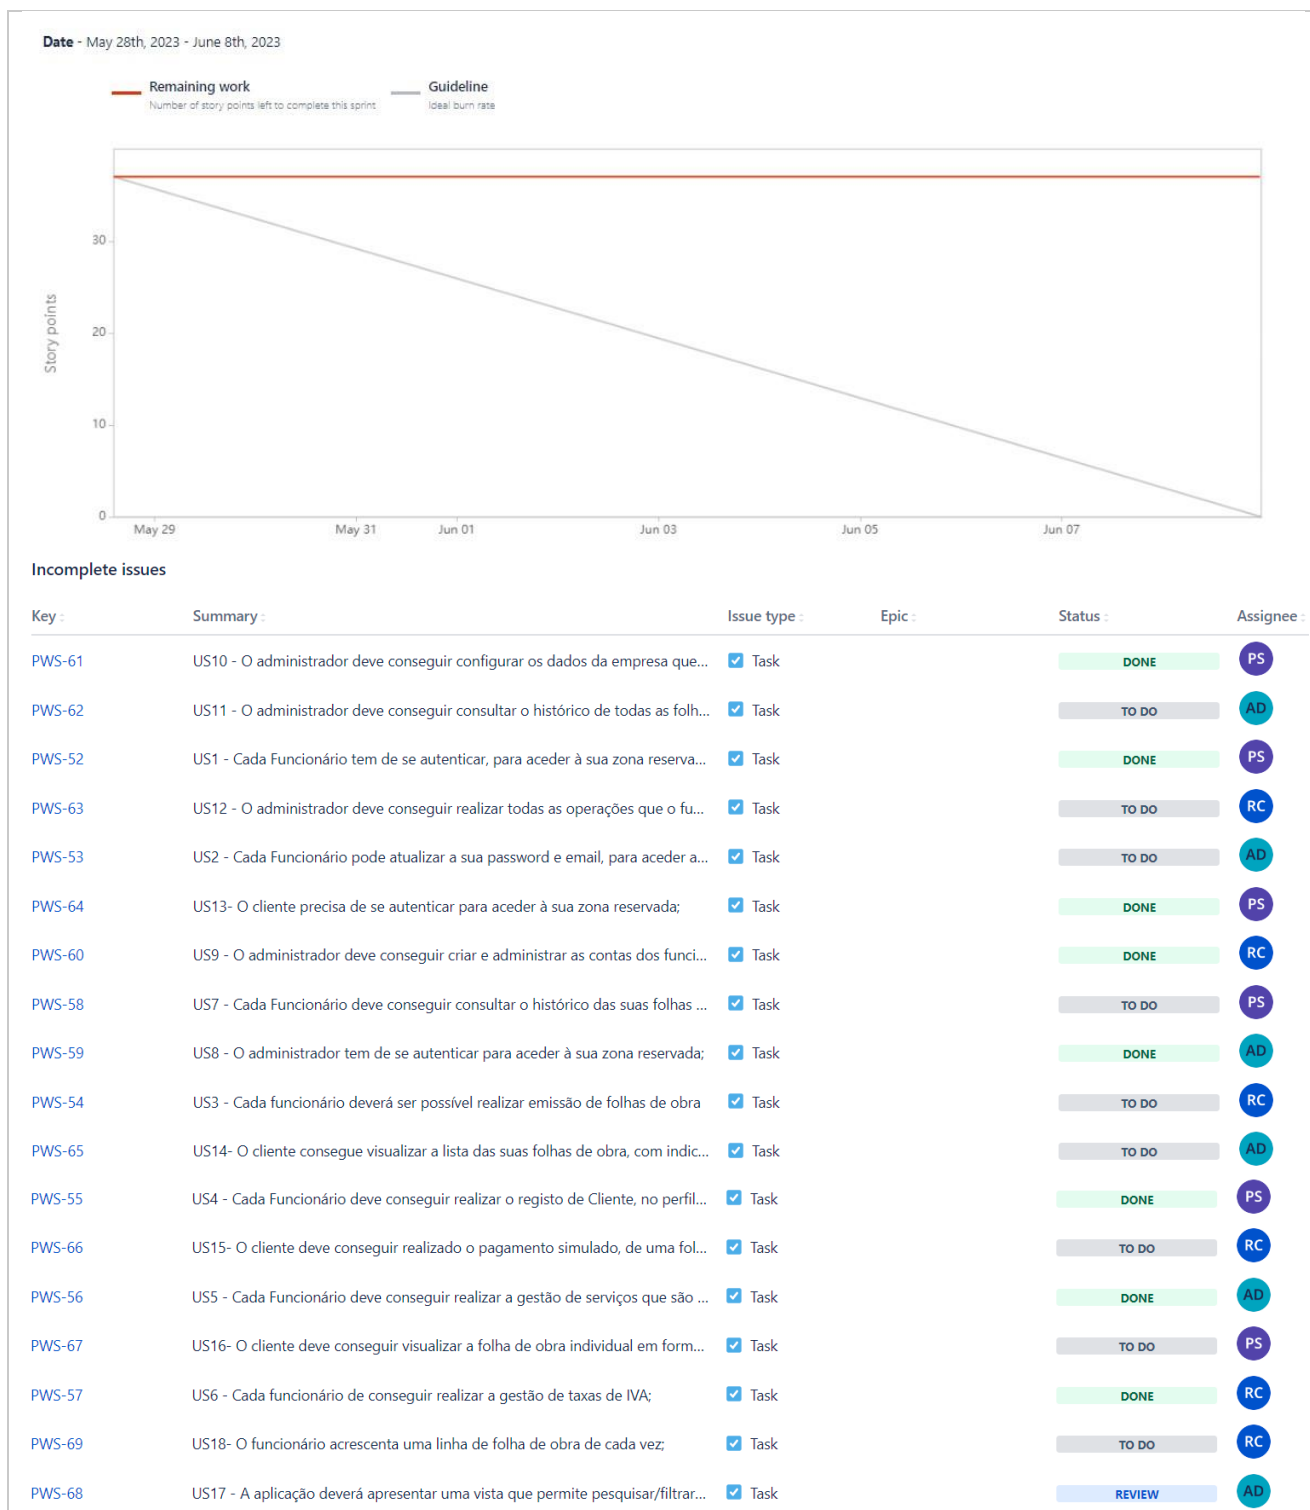 Date - May 28th, 2023 - June 8th, 2023
Remaining work
Number of story points left to complete this sprint
Guideline
Ideal burn rate
Story points
30
20
10
0
May 29 May 31 Jun 01 Jun 03 Jun 05 Jun 07
Incomplete issues
Key Summary Issue type Epic Status Assignee
PWS-61 US10 - O administrador deve conseguir configurar os dados da empresa que... Task DONE PS
PWS-62 US11 - O administrador deve conseguir consultar o histórico de todas as folh... Task TO DO AD
PWS-52 US1 - Cada Funcionário tem de se autenticar, para aceder à sua zona reserva... Task DONE PS
PWS-63 US12 - O administrador deve conseguir realizar todas as operações que o fu... Task TO DO RC
PWS-53 US2 - Cada Funcionário pode atualizar a sua password e email, para aceder a... Task TO DO AD
PWS-64 US13- O cliente precisa de se autenticar para aceder à sua zona reservada; Task DONE PS
PWS-60 US9 - O administrador deve conseguir criar e administrar as contas dos funci... Task DONE RC
PWS-58 US7 - Cada Funcionário deve conseguir consultar o histórico das suas folhas ... Task TO DO PS
PWS-59 US8 - O administrador tem de se autenticar para aceder à sua zona reservada; Task DONE AD
PWS-54 US3 - Cada funcionário deverá ser possível realizar emissão de folhas de obra Task TO DO RC
PWS-65 US14- O cliente consegue visualizar a lista das suas folhas de obra, com indic... Task TO DO AD
PWS-55 US4 - Cada Funcionário deve conseguir realizar o registo de Cliente, no perfil... Task DONE PS
PWS-66 US15- O cliente deve conseguir realizado o pagamento simulado, de uma fol... Task TO DO RC
PWS-56 US5 - Cada Funcionário deve conseguir realizar a gestão de serviços que são ... Task DONE AD
PWS-67 US16- O cliente deve conseguir visualizar a folha de obra individual em form... Task TO DO PS
PWS-57 US6 - Cada funcionário de conseguir realizar a gestão de taxas de IVA; Task DONE RC
PWS-69 US18- O funcionário acrescenta uma linha de folha de obra de cada vez; Task TO DO RC
PWS-68 US17 - A aplicação deverá apresentar uma vista que permite pesquisar/filtrar... Task REVIEW AD